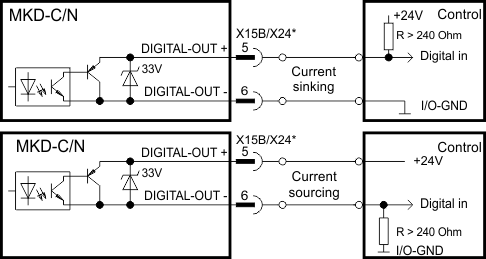 MKD-C/N
X15B/X24*
+24V
Control
DIGITAL-OUT +
5
R > 240 Ohm
33V
Current
sinking
Digital in
DIGITAL-OUT -
6
I/O-GND
MKD-C/N
X15B/X24*
Control
DIGITAL-OUT +
5
+24V
33V
Current
sourcing
DIGITAL-OUT -
6
Digital in
R > 240 Ohm
I/O-GND